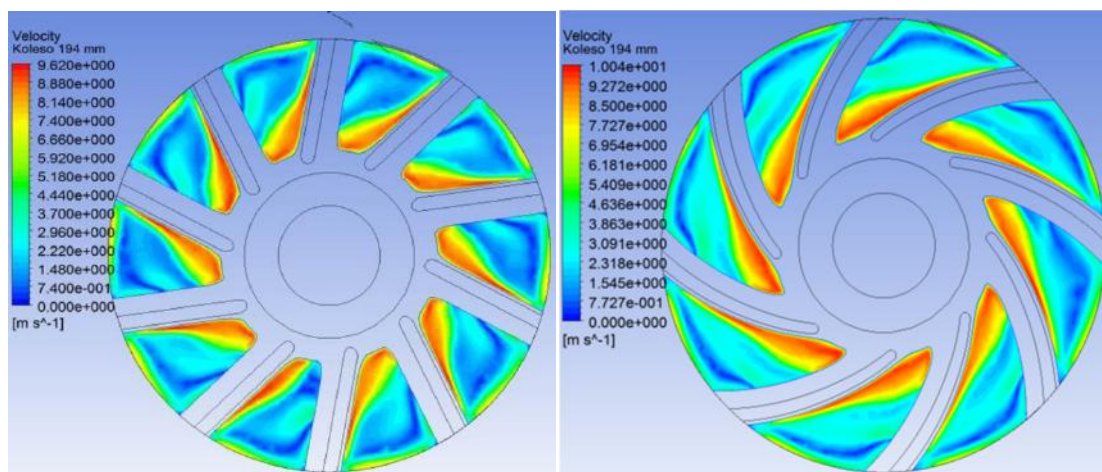 Velocity
Koleso 194 mm
9.620e+000
8.880e+000
8.140e+000
7.400e+000
6.660e+000
5.920e+000
5.180e+000
4.440e+000
3.700e+000
2.960e+000
2.220e+000
1.480e+000
7.400e-001
0.000e+000
[m s^-1]
Velocity
Koleso 194 mm
1.004e+001
9.272e+000
8.500e+000
7.727e+000
6.954e+000
6.181e+000
5.409e+000
4.636e+000
3.863e+000
3.091e+000
2.318e+000
1.545e+000
7.727e-001
0.000e+000
[m s^-1]